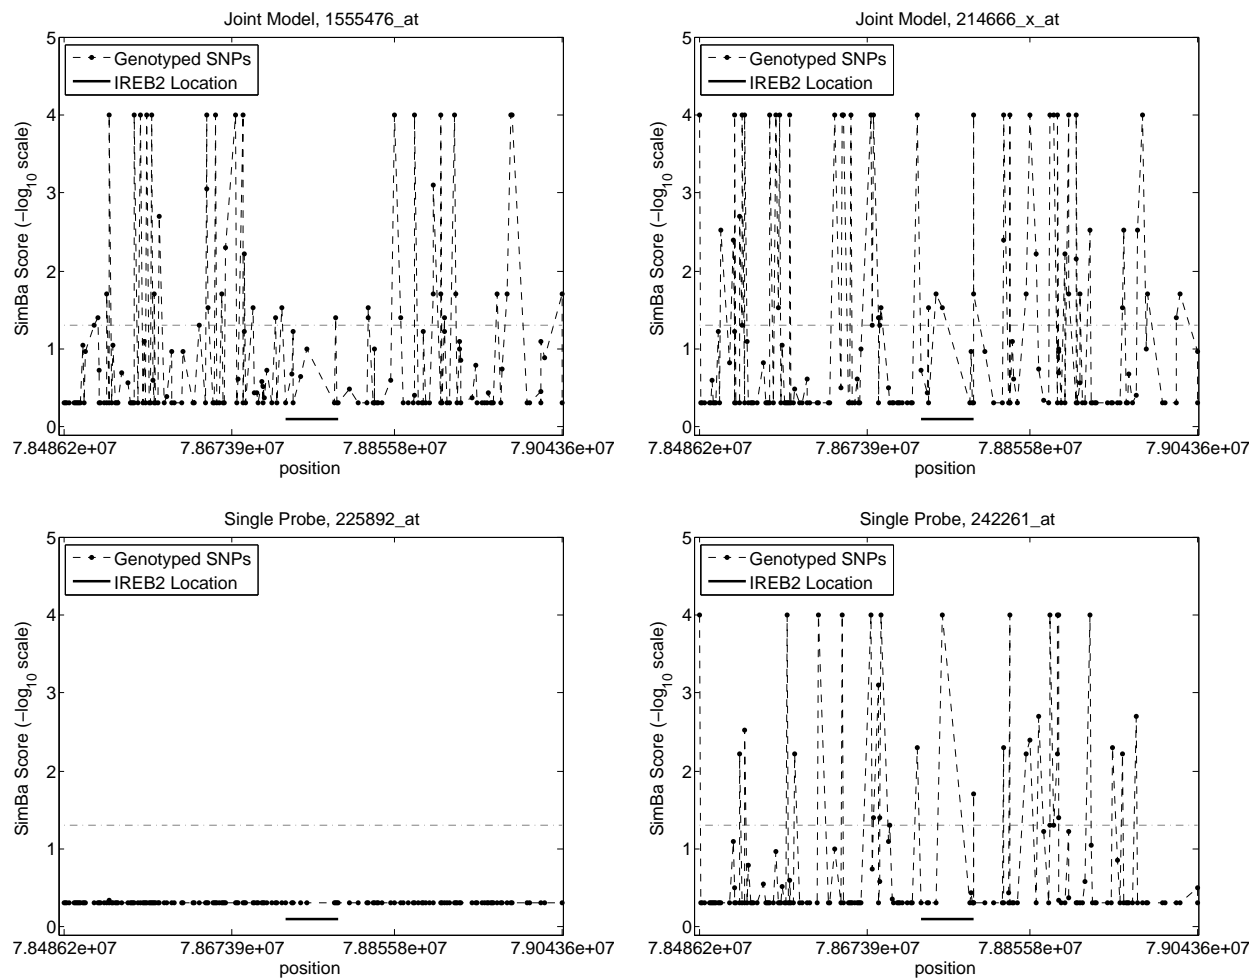 Joint Model, 1555476_at
5
4
3
2
1
0
SimBa Score (−log10 scale)
Genotyped SNPs
IREB2 Location
7.84862e+07 7.86739e+07 7.88558e+07 7.90436e+07
position
Joint Model, 214666_x_at
5
4
3
2
1
0
SimBa Score (−log10 scale)
Genotyped SNPs
IREB2 Location
7.84862e+07 7.86739e+07 7.88558e+07 7.90436e+07
position
Single Probe, 225892_at
5
4
3
2
1
0
SimBa Score (−log10 scale)
Genotyped SNPs
IREB2 Location
7.84862e+07 7.86739e+07 7.88558e+07 7.90436e+07
position
Single Probe, 242261_at
5
4
3
2
1
0
SimBa Score (−log10 scale)
Genotyped SNPs
IREB2 Location
7.84862e+07 7.86739e+07 7.88558e+07 7.90436e+07
position